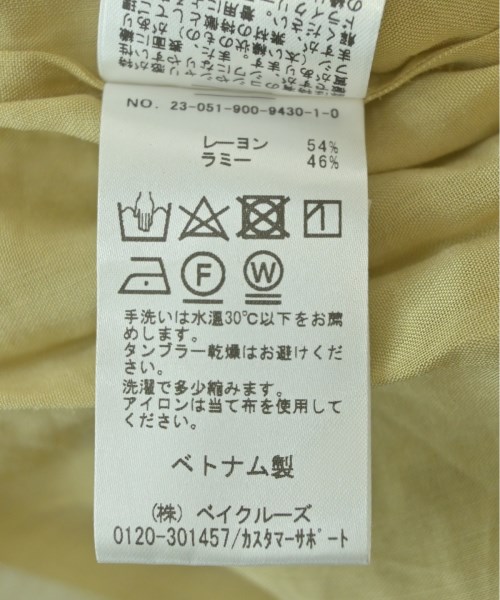 NO. 23-051-900-9430-1-0
レーヨン 54%
ラミー 46%
F W
手洗いは水温30℃以下をお薦
めします。
タンブラー乾燥はお避けくだ
さい。
洗濯で多少縮みます。
アイロンは当て布を使用して
ください。
ベトナム製
(株) ベイクルーズ
0120-301457/カスタマーサポート